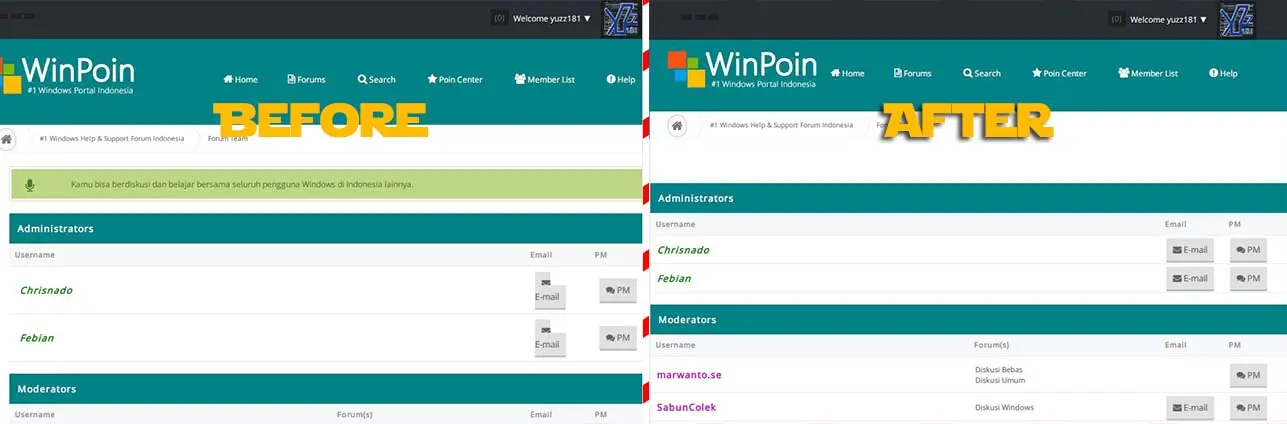 (0) Welcome yuzz181 ▼
YZZ
181
WinPoin
#1 Windows Portal Indonesia
Home Forums Search Poin Center Member List Help
BEFORE
#1 Windows Help & Support Forum Indonesia Forum Team
Kamu bisa berdiskusi dan belajar bersama seluruh pengguna Windows di Indonesia lainnya.
Administrators
Username Email PM
Chrisnado E-mail PM
Febian E-mail PM
Moderators
Username Forum(s) Email PM
(0) Welcome yuzz181 ▼
YZZ
181
WinPoin
#1 Windows Portal Indonesia
Home Forums Search Poin Center Member List Help
AFTER
#1 Windows Help & Support Forum Indonesia
Administrators
Username Email PM
Chrisnado E-mail PM
Febian E-mail PM
Moderators
Username Forum(s) Email PM
marwanto.se Diskusi Bebas PM
Diskusi Umum
SabunColek Diskusi Windows E-mail PM